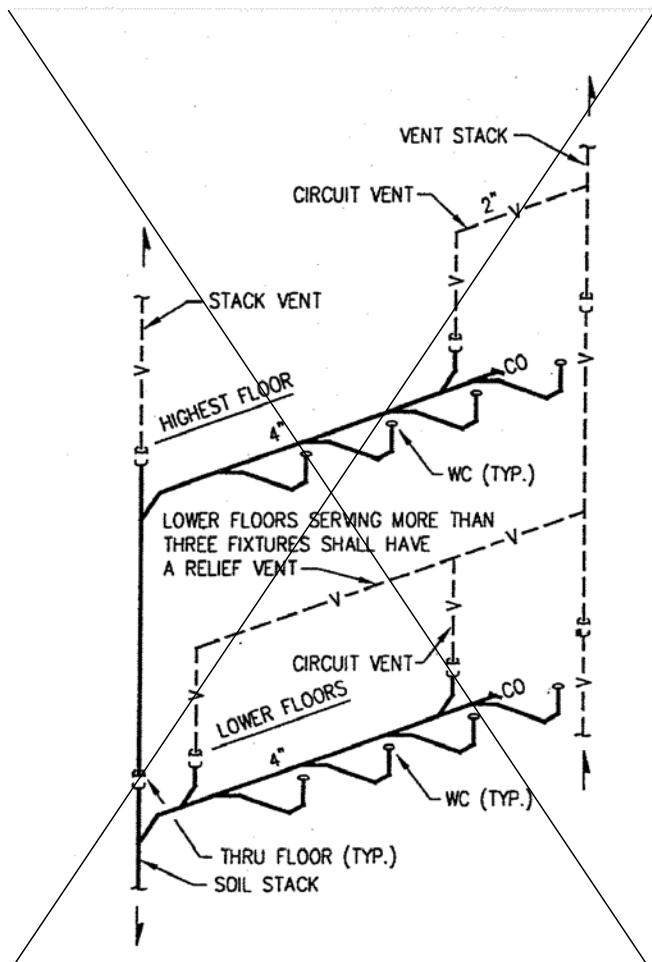 VENT STACK
CIRCUIT VENT
2"
V
STACK VENT
V
V
V
V
CO
HIGHEST FLOOR
4"
WC (TYP.)
LOWER FLOORS SERVING MORE THAN
THREE FIXTURES SHALL HAVE
A RELIEF VENT
V
V
V
CIRCUIT VENT
V
V
CO
LOWER FLOORS
4"
WC (TYP.)
THRU FLOOR (TYP.)
SOIL STACK